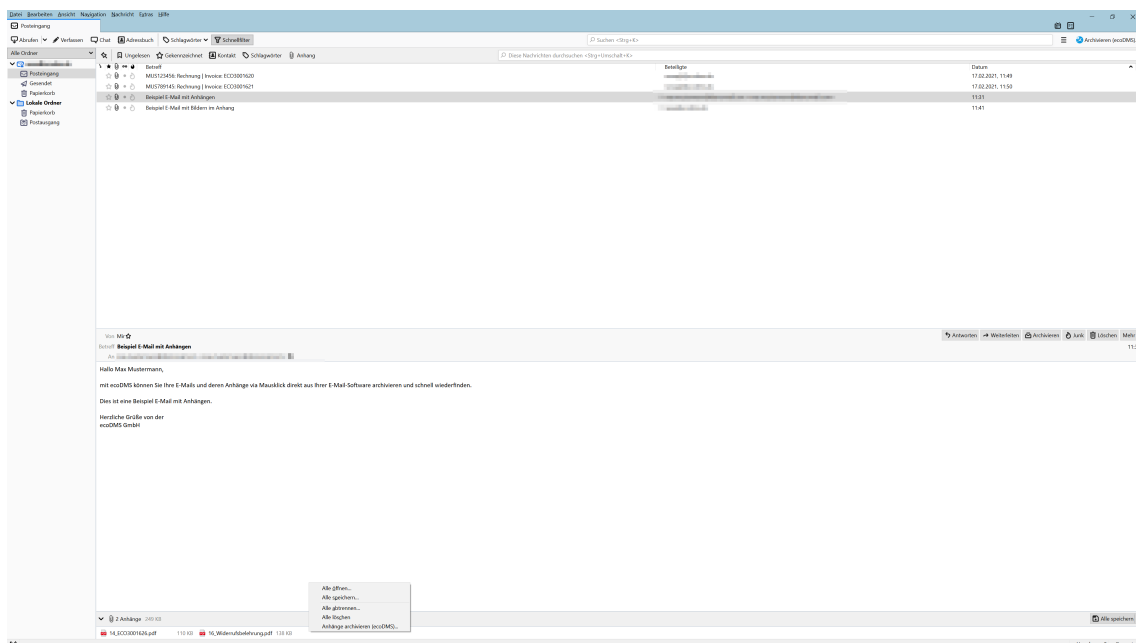 Datei Bearbeiten Ansicht Navigation Nachricht Extras Hilfe
Posteingang
Abrufen Verfassen Chat Adressbuch Schlagwörter Schnellfilter Suchen <Strg+K> Archivieren (ecoDMS)
Alle Ordner Ungelesen Gekennzeichnet Kontakt Schlagwörter Anhang Diese Nachrichten durchsuchen <Strg+Umschalt+K>
Betreff Beteiligte Datum
Posteingang
Gesendet
Papierkorb
Lokale Ordner
Papierkorb
Postausgang
MUS123456: Rechnung | Invoice: ECO3001620 17.02.2021, 11:49
MUS789145: Rechnung | Invoice: ECO3001621 17.02.2021, 11:50
Beispiel E-Mail mit Anhängen 11:31
Beispiel E-Mail mit Bildern im Anhang 11:41
Von Mir Antworten Weiterleiten Archivieren Junk Löschen Mehr
Betreff Beispiel E-Mail mit Anhängen
An
Hallo Max Mustermann,
mit ecoDMS können Sie Ihre E-Mails und deren Anhänge via Mausklick direkt aus Ihrer E-Mail-Software archivieren und schnell wiederfinden.
Dies ist eine Beispiel E-Mail mit Anhängen.
Herzliche Grüße von der
ecoDMS GmbH
Alle öffnen...
Alle speichern...
Alle abtrennen...
Alle löschen
Anhänge archivieren (ecoDMS)...
2 Anhänge 249 KB Alle speichern
14_ECO3001626.pdf 110 KB 16_Widerrufsbelehrung.pdf 138 KB